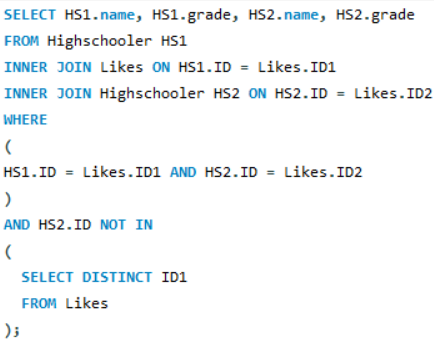 SELECT HS1.name, HS1.grade, HS2.name, HS2.grade
FROM Highschooler HS1
INNER JOIN Likes ON HS1.ID = Likes.ID1
INNER JOIN Highschooler HS2 ON HS2.ID = Likes.ID2
WHERE
(
HS1.ID = Likes.ID1 AND HS2.ID = Likes.ID2
)
AND HS2.ID NOT IN
(
  SELECT DISTINCT ID1
  FROM Likes
);